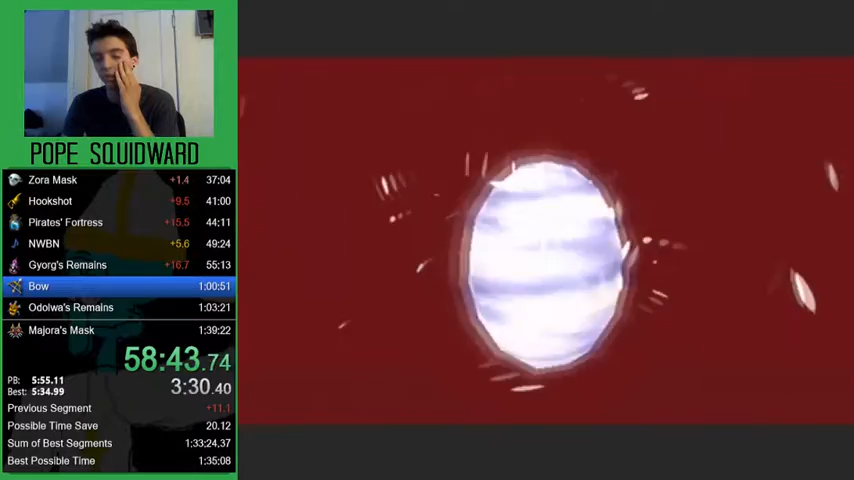 POPE SQUIDWARD
Zora Mask +1.4 37:04
Hookshot +9.5 41:00
Pirates' Fortress +15.5 44:11
NWBN +5.6 49:24
Gyorg's Remains +16.7 55:13
Bow 1:00:51
Odolwa's Remains 1:03:21
Majora's Mask 1:39:22
58:43.74
PB: 5:55.11
3:30.40
Best: 5:34.99
Previous Segment +11.1
Possible Time Save 20.12
Sum of Best Segments 1:33:24.37
Best Possible Time 1:35:08